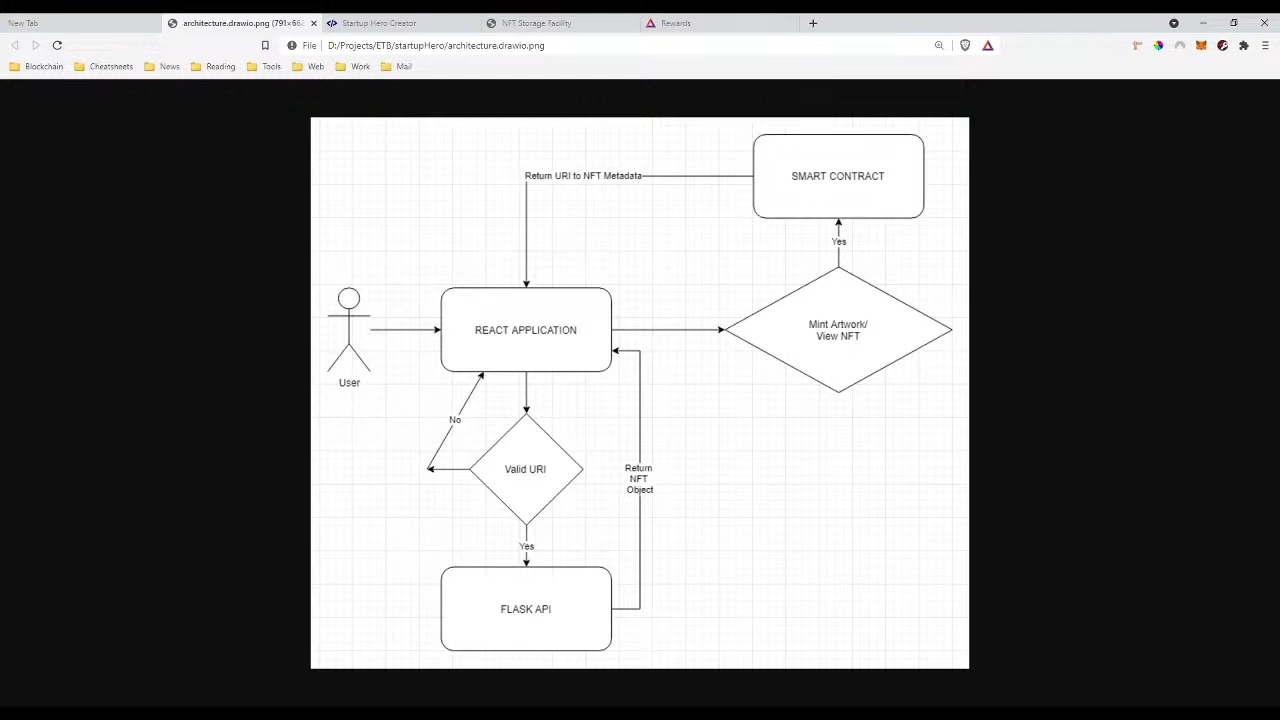 New Tab
architecture.drawio.png (791×662
Startup Hero Creator
NFT Storage Facility
Rewards
File
D:/Projects/ETB/startupHero/architecture.drawio.png
Blockchain
Cheatsheets
News
Reading
Tools
Web
Work
Mail
Return URI to NFT Metadata
SMART CONTRACT
Yes
User
REACT APPLICATION
Mint Artwork/
View NFT
No
Valid URI
Return
NFT
Object
Yes
FLASK API